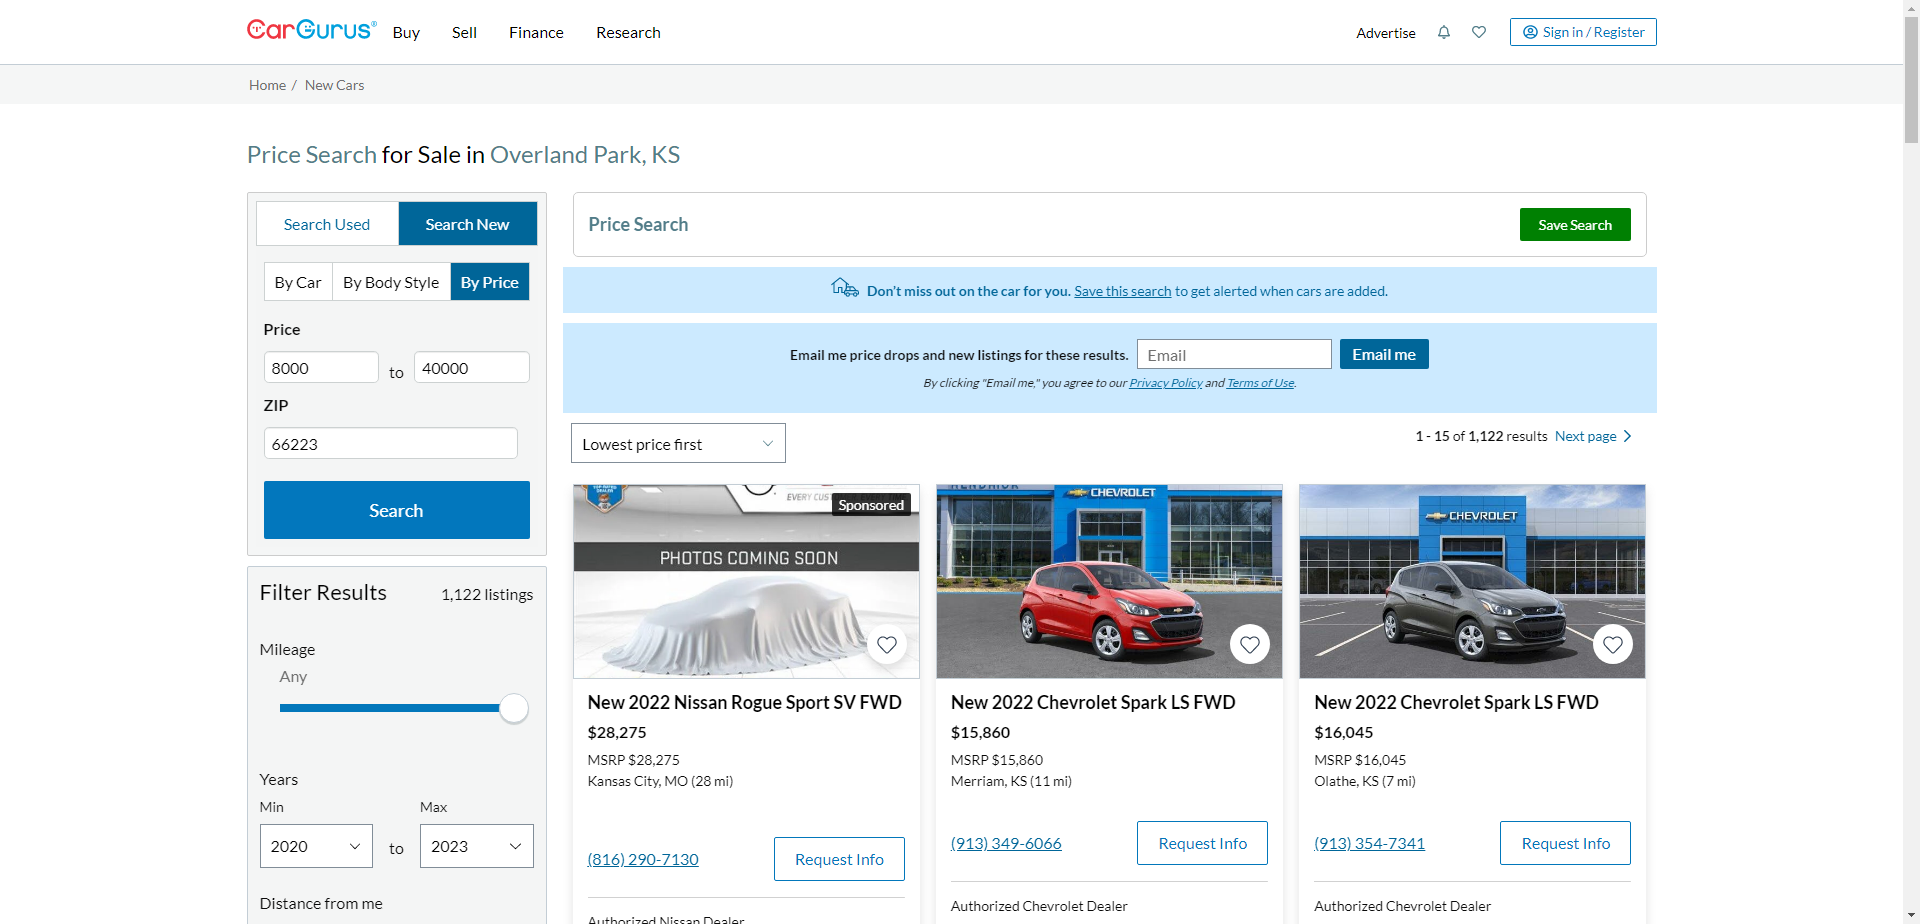 CarGurus®
Buy
Sell
Finance
Research
Advertise
Sign in / Register
Home / New Cars
Price Search for Sale in Overland Park, KS
Search Used
Search New
By Car
By Body Style
By Price
Price
8000
to
40000
ZIP
66223
Search
Filter Results
1,122 listings
Mileage
Any
Years
Min
Max
2020
to
2023
Distance from me
Price Search
Save Search
Don't miss out on the car for you. Save this search to get alerted when cars are added.
Email me price drops and new listings for these results.
Email
Email me
By clicking "Email me," you agree to our Privacy Policy and Terms of Use.
Lowest price first
1 - 15 of 1,122 results
Next page
EVERY
Sponsored
PHOTOS COMING SOON
New 2022 Nissan Rogue Sport SV FWD
$28,275
MSRP $28,275
Kansas City, MO (28 mi)
(816) 290-7130
Request Info
Authorized Nissan Dealer
HENDRICK
CHEVROLET
New 2022 Chevrolet Spark LS FWD
$15,860
MSRP $15,860
Merriam, KS (11 mi)
(913) 349-6066
Request Info
Authorized Chevrolet Dealer
CHEVROLET
New 2022 Chevrolet Spark LS FWD
$16,045
MSRP $16,045
Olathe, KS (7 mi)
(913) 354-7341
Request Info
Authorized Chevrolet Dealer